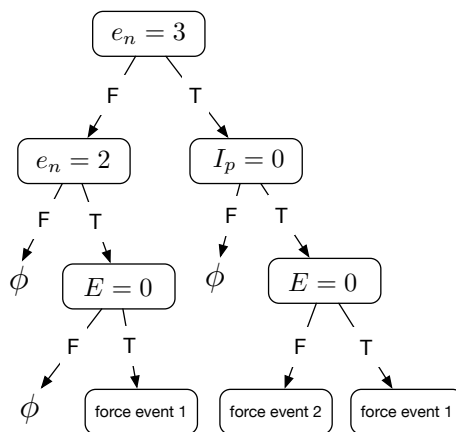 e_n = 3
F T
e_n = 2 I_p = 0
F T F T
ϕ E = 0 ϕ E = 0
F T F T
ϕ force event 1 force event 2 force event 1